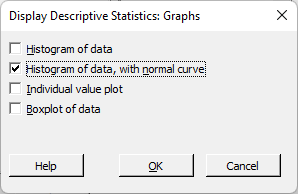 Display Descriptive Statistics: Graphs
Histogram of data
Histogram of data, with normal curve
Individual value plot
Boxplot of data
Help
OK
Cancel